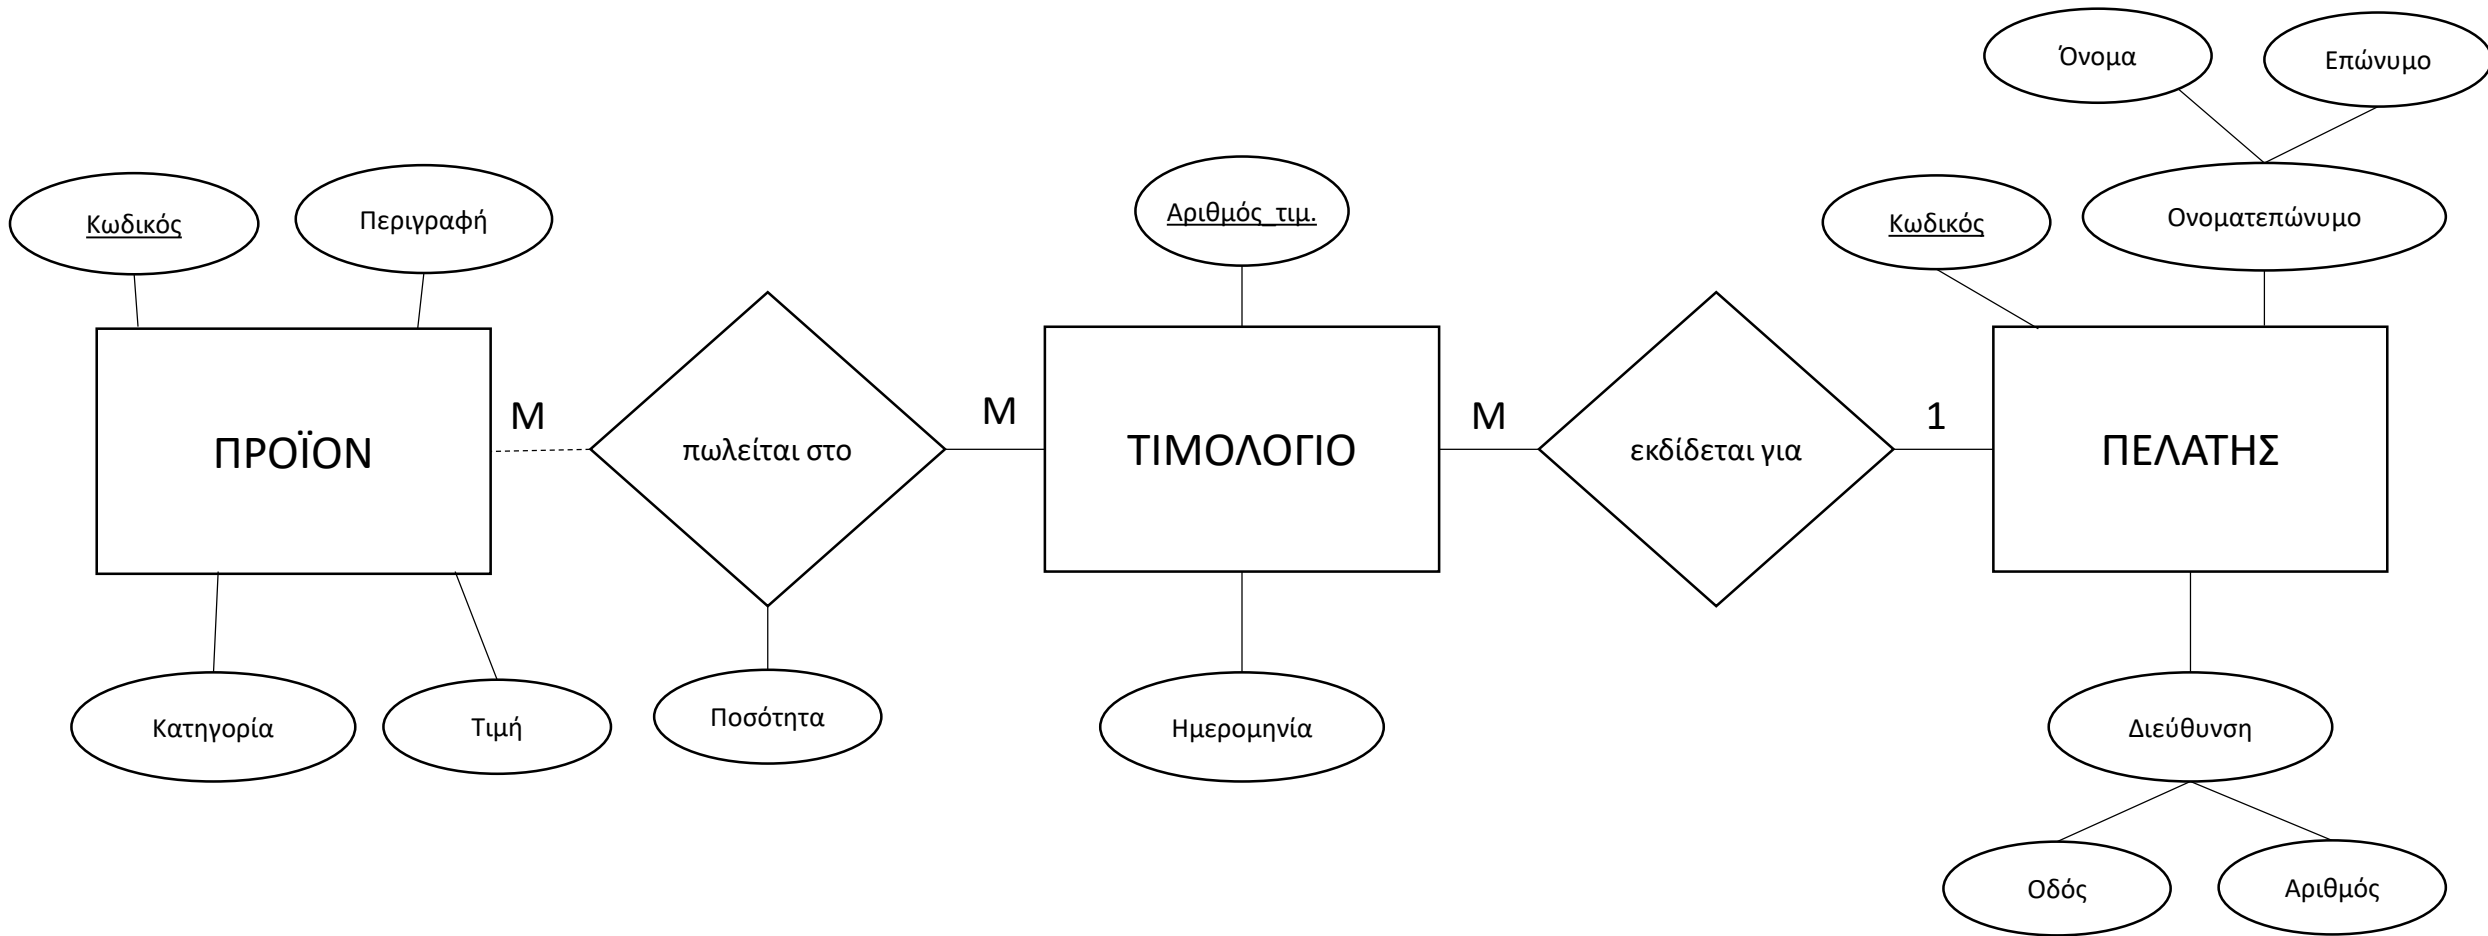 Όνομα
Επώνυμο
Κωδικός
Περιγραφή
Αριθμός_τιμ.
Κωδικός
Ονοματεπώνυμο
ΠΡΟΪΟΝ
Μ
πωλείται στο
Μ
ΤΙΜΟΛΟΓΙΟ
Μ
εκδίδεται για
1
ΠΕΛΑΤΗΣ
Κατηγορία
Τιμή
Ποσότητα
Ημερομηνία
Διεύθυνση
Οδός
Αριθμός